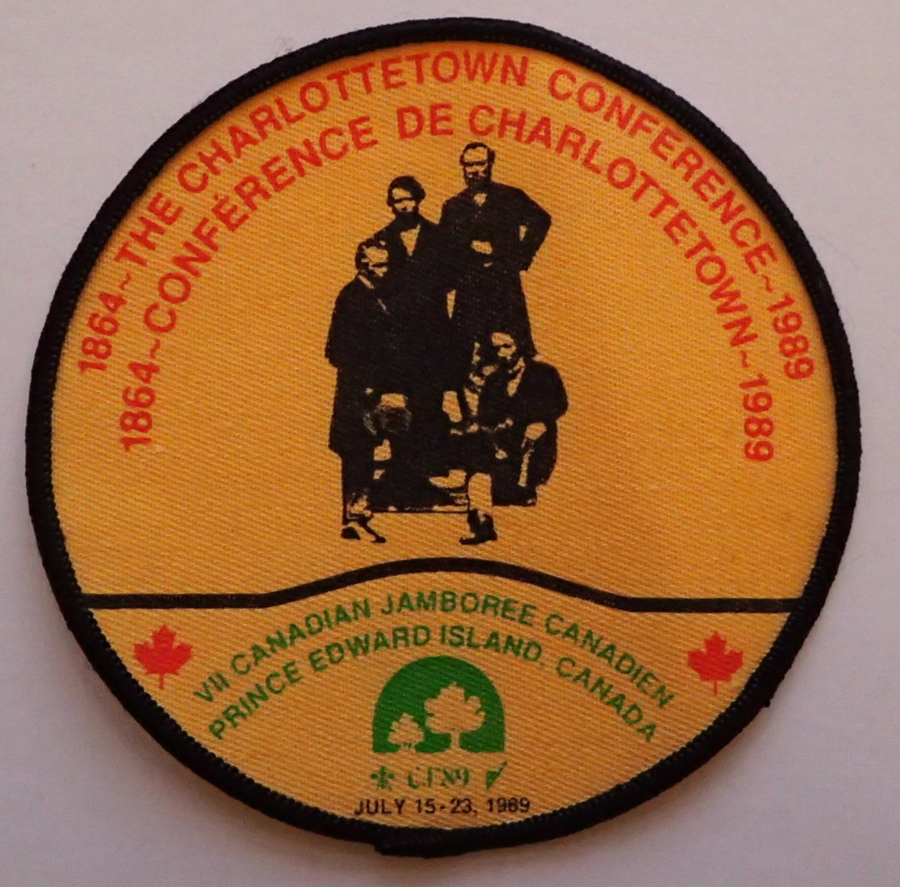 1864~THE CHARLOTTETOWN CONFERENCE~1989
1864~CONFÉRENCE DE CHARLOTTETOWN~1989
VII CANADIAN JAMBOREE CANADIEN
PRINCE EDWARD ISLAND, CANADA
CJ'89
JULY 15-23, 1989